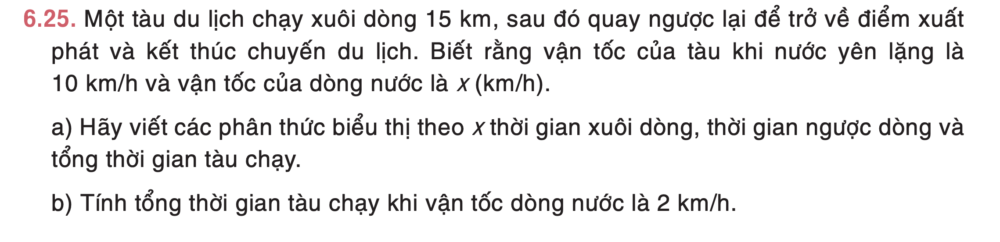 6.25. Một tàu du lịch chạy xuôi dòng 15 km, sau đó quay ngược lại để trở về điểm xuất
phát và kết thúc chuyến du lịch. Biết rằng vận tốc của tàu khi nước yên lặng là
10 km/h và vận tốc của dòng nước là x (km/h).
a) Hãy viết các phân thức biểu thị theo x thời gian xuôi dòng, thời gian ngược dòng và
tổng thời gian tàu chạy.
b) Tính tổng thời gian tàu chạy khi vận tốc dòng nước là 2 km/h.